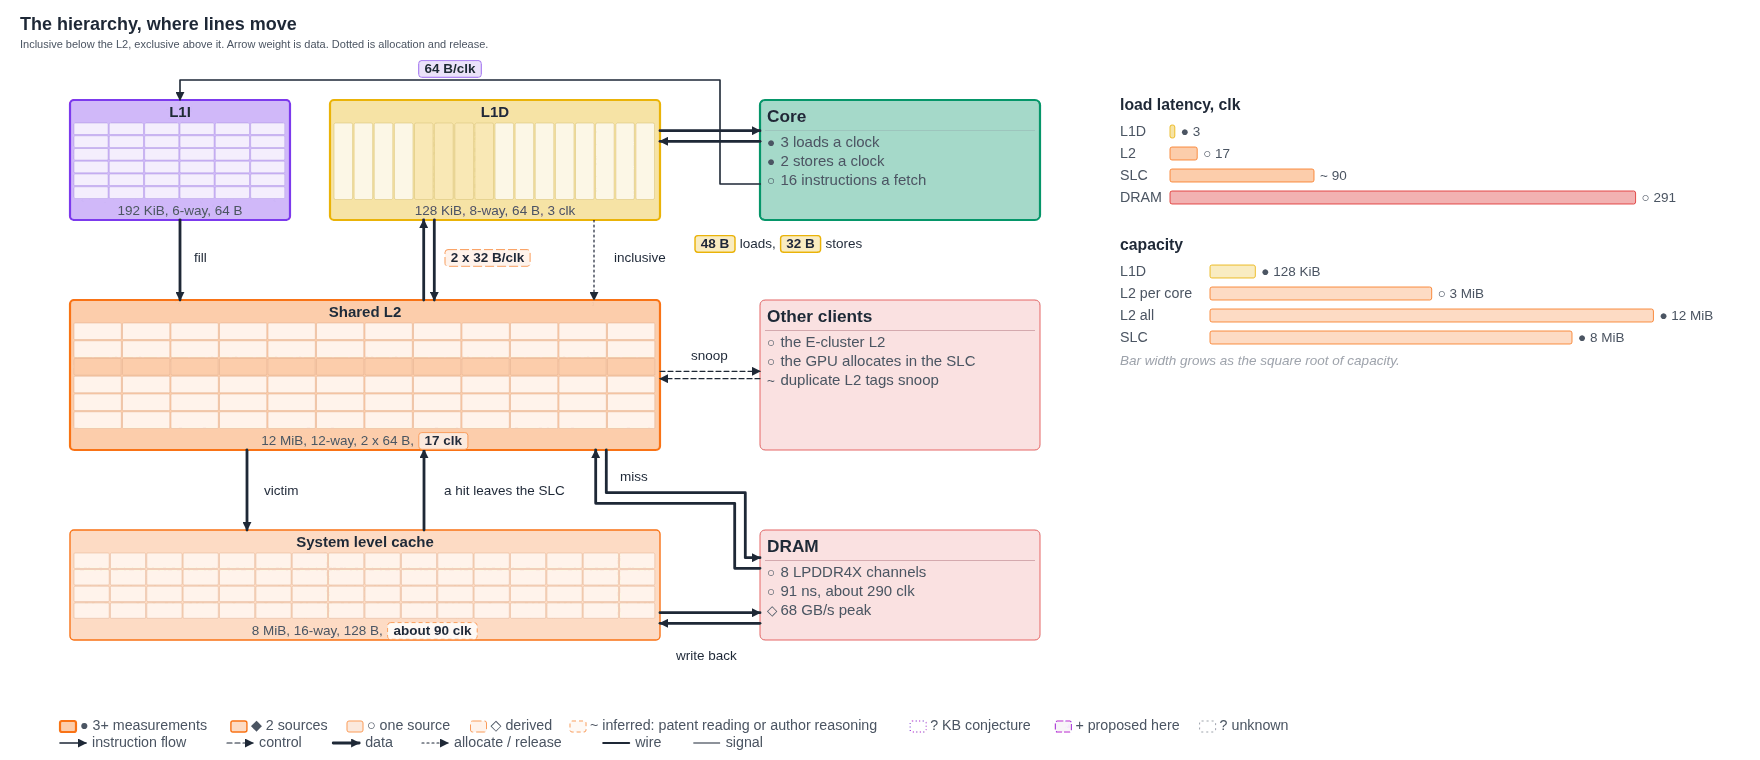 The hierarchy, where lines move
Inclusive below the L2, exclusive above it. Arrow weight is data. Dotted is allocation and release.
64 B/clk
L1I
192 KiB, 6-way, 64 B
L1D
128 KiB, 8-way, 64 B, 3 clk
Core
● 3 loads a clock
● 2 stores a clock
○ 16 instructions a fetch
fill
2 x 32 B/clk
inclusive
48 B loads, 32 B stores
Shared L2
12 MiB, 12-way, 2 x 64 B, 17 clk
snoop
Other clients
○ the E-cluster L2
○ the GPU allocates in the SLC
~ duplicate L2 tags snoop
victim
a hit leaves the SLC
miss
System level cache
8 MiB, 16-way, 128 B, about 90 clk
DRAM
○ 8 LPDDR4X channels
○ 91 ns, about 290 clk
◇ 68 GB/s peak
write back
load latency, clk
L1D ● 3
L2 ○ 17
SLC ~ 90
DRAM ○ 291
capacity
L1D ● 128 KiB
L2 per core ○ 3 MiB
L2 all ● 12 MiB
SLC ● 8 MiB
Bar width grows as the square root of capacity.
● 3+ measurements ◆ 2 sources ○ one source ◇ derived ~ inferred: patent reading or author reasoning ? KB conjecture + proposed here ? unknown
instruction flow control data allocate / release wire signal